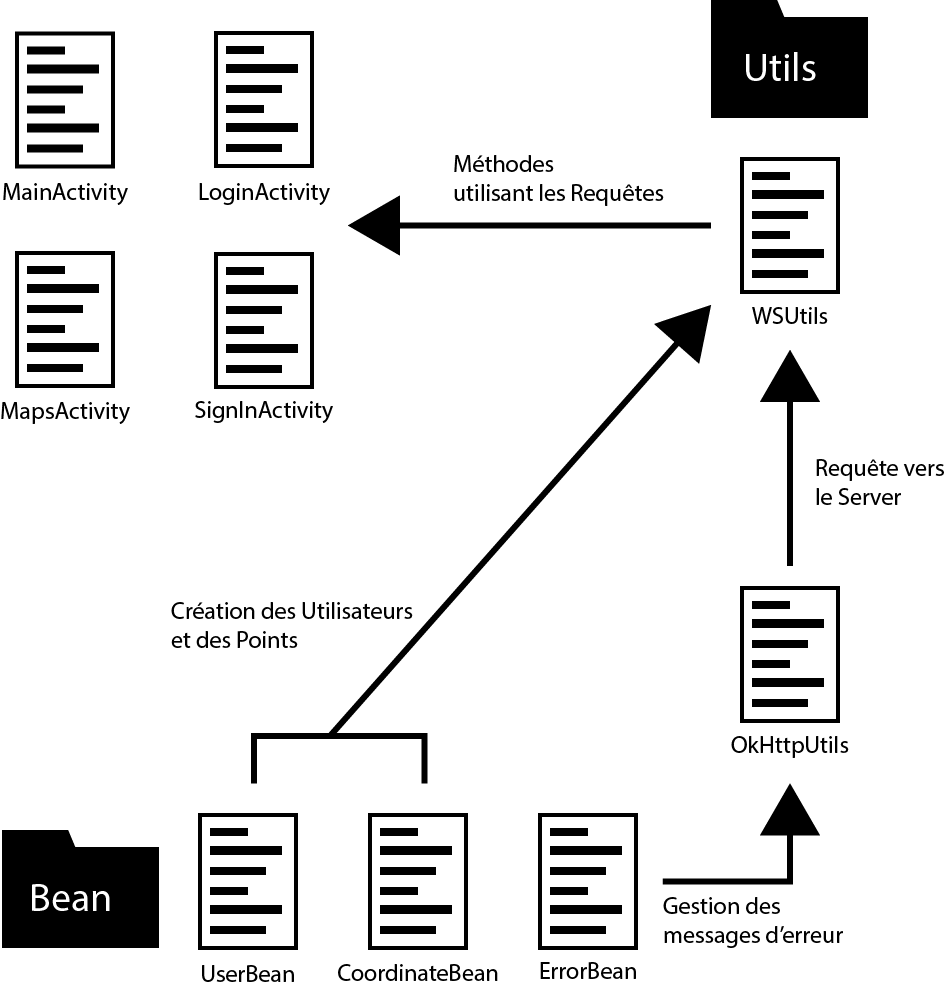 Utils
MainActivity
LoginActivity
Méthodes
utilisant les Requêtes
WSUtils
MapsActivity
SignInActivity
Requête vers
le Server
Création des Utilisateurs
et des Points
OkHttpUtils
Bean
UserBean
CoordinateBean
ErrorBean
Gestion des
messages d'erreur